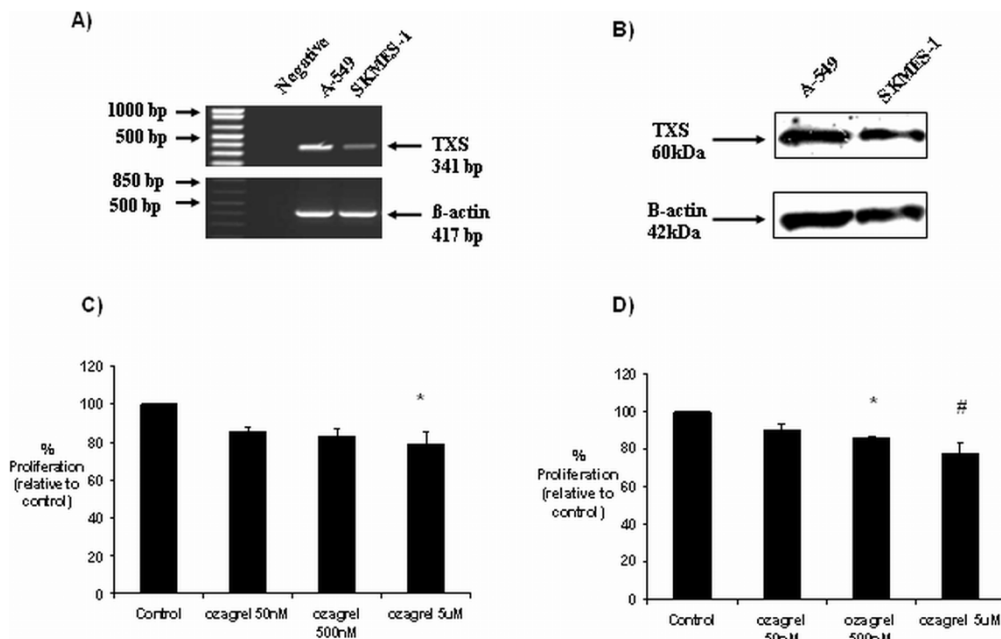 A)
Negative
A-549
SKMES-1
1000 bp
500 bp
TXS
341 bp
850 bp
500 bp
ß-actin
417 bp
B)
A-549
SKMES-1
TXS
60kDa
B-actin
42kDa
C)
120
100
80
60
40
20
0
%
Proliferation
(relative to
control)
*
Control
ozagrel 50nM
ozagrel
500nM
ozagrel 5uM
D)
120
100
80
60
40
20
0
%
Proliferation
(relative to
control)
*
#
Control
ozagrel
50nM
ozagrel
500nM
ozagrel 5uM